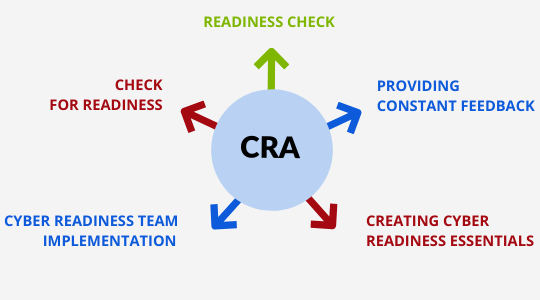 READINESS CHECK
CHECK
FOR READINESS
PROVIDING
CONSTANT FEEDBACK
CRA
CYBER READINESS TEAM
IMPLEMENTATION
CREATING CYBER
READINESS ESSENTIALS